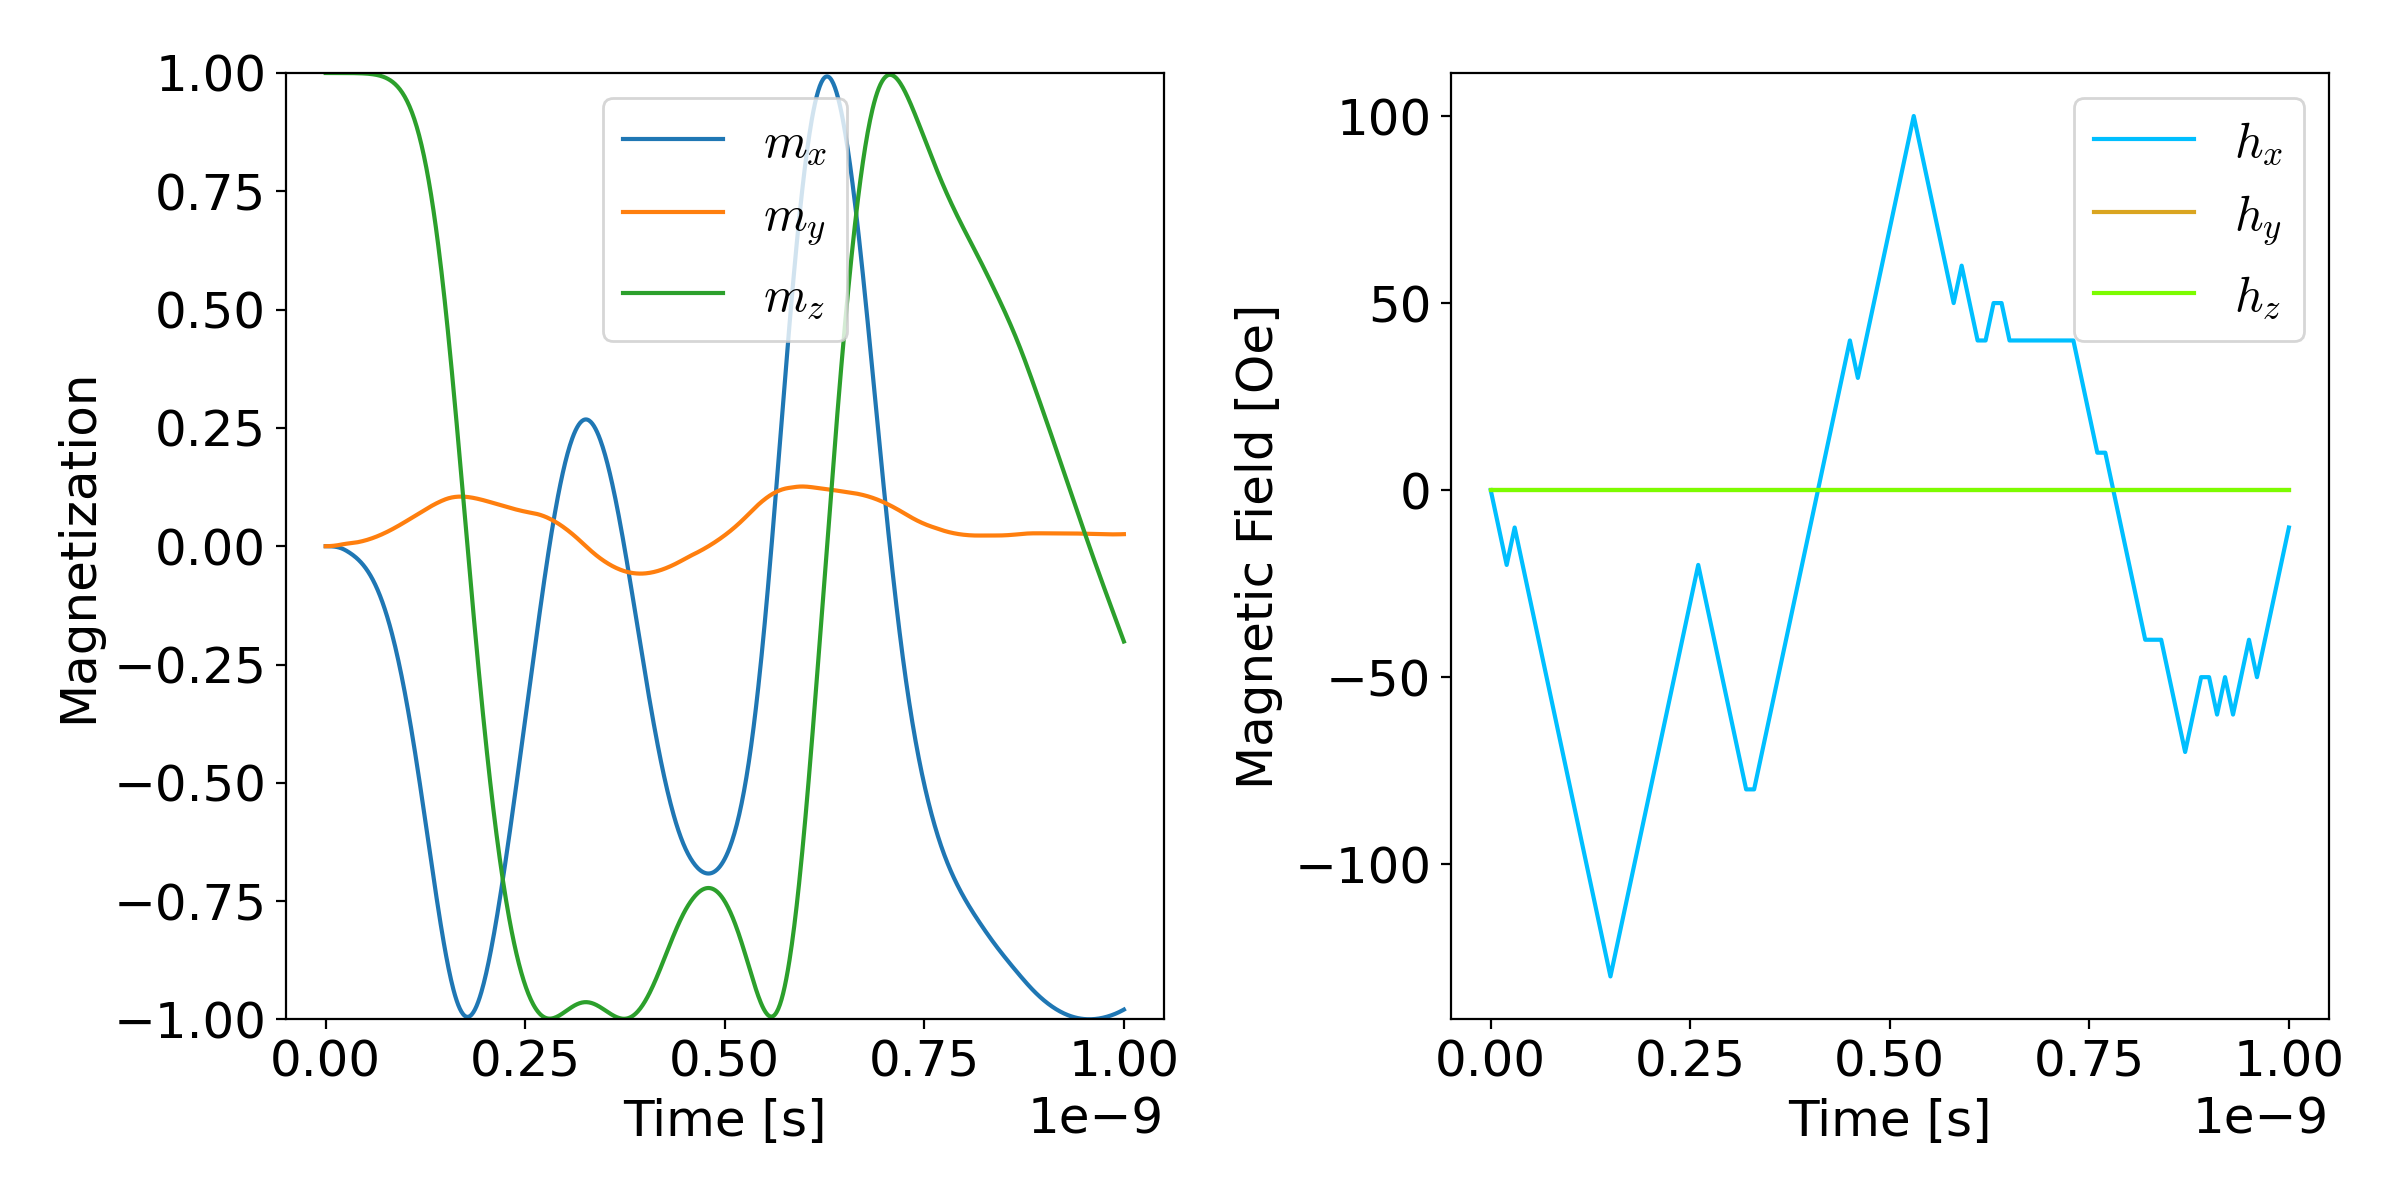 Magnetization
1.00
0.75
0.50
0.25
0.00
−0.25
−0.50
−0.75
−1.00
m_x
m_y
m_z
0.00 0.25 0.50 0.75 1.00
Time [s]
1e−9
Magnetic Field [Oe]
100
50
0
−50
−100
h_x
h_y
h_z
0.00 0.25 0.50 0.75 1.00
Time [s]
1e−9